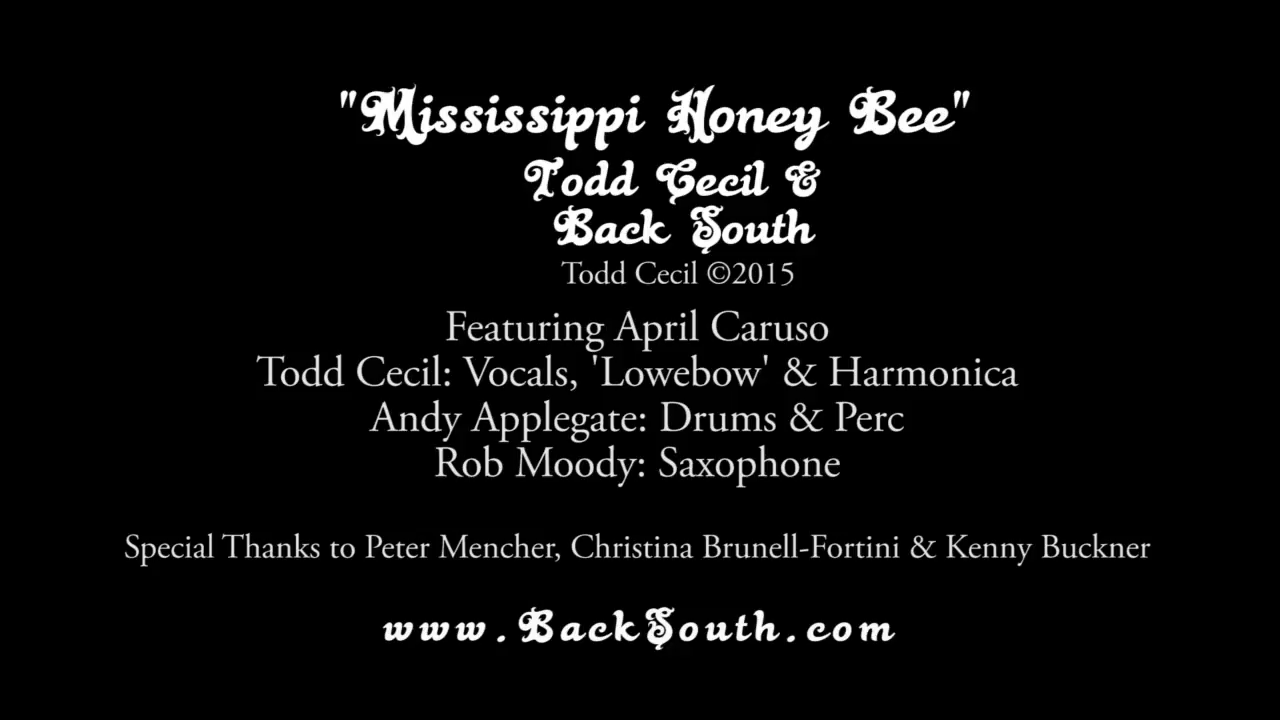 "Mississippi Honey Bee"
Todd Cecil &
Back South
Todd Cecil ©2015
Featuring April Caruso
Todd Cecil: Vocals, 'Lowebow' & Harmonica
Andy Applegate: Drums & Perc
Rob Moody: Saxophone
Special Thanks to Peter Mencher, Christina Brunell-Fortini & Kenny Buckner
www.BackSouth.com